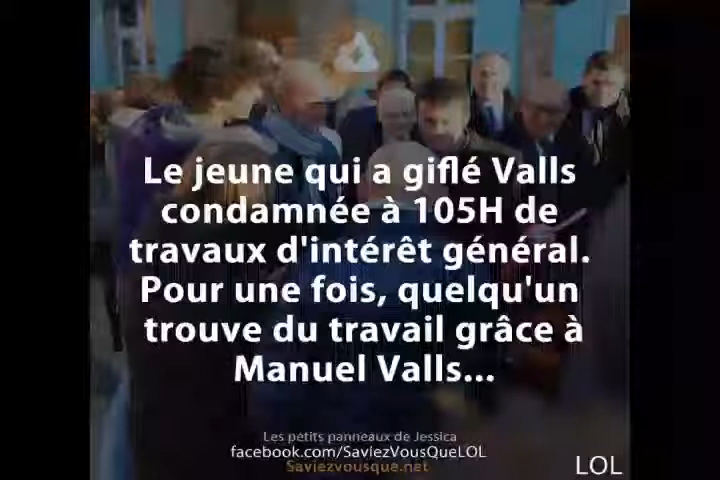 Le jeune qui a giflé Valls
condamnée à 105H de
travaux d'intérêt général.
Pour une fois, quelqu'un
trouve du travail grâce à
Manuel Valls...
Les petits panneaux de Jessica
facebook.com/SaviezVousQueLOL
Saviezvousque.net
LOL